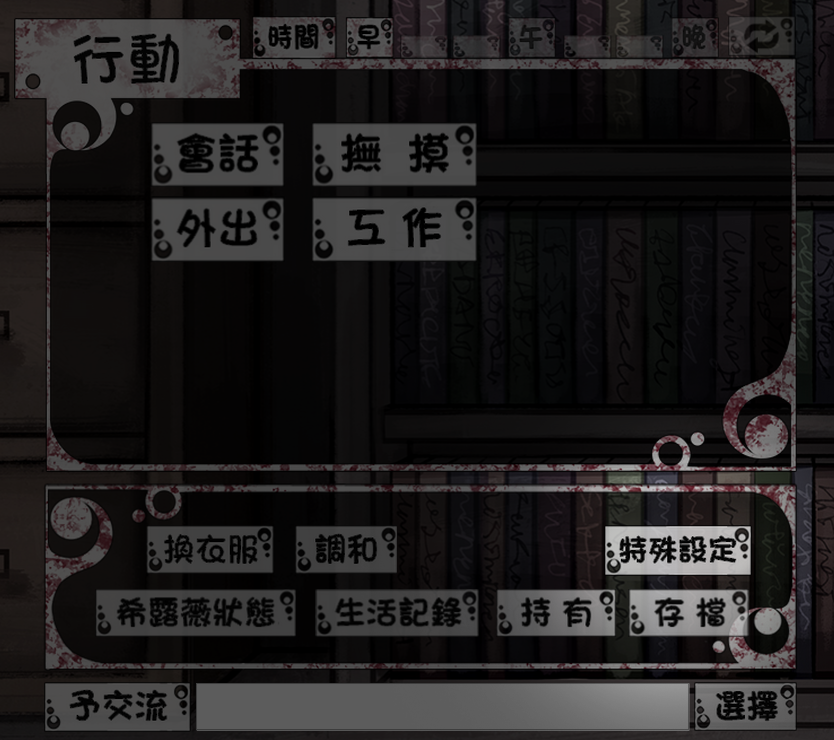 行動
時間 早 午 晚
會話 撫摸
外出 工作
換衣服 調和 特殊設定
希露薇狀態 生活記錄 持有 存檔
予交流 選擇